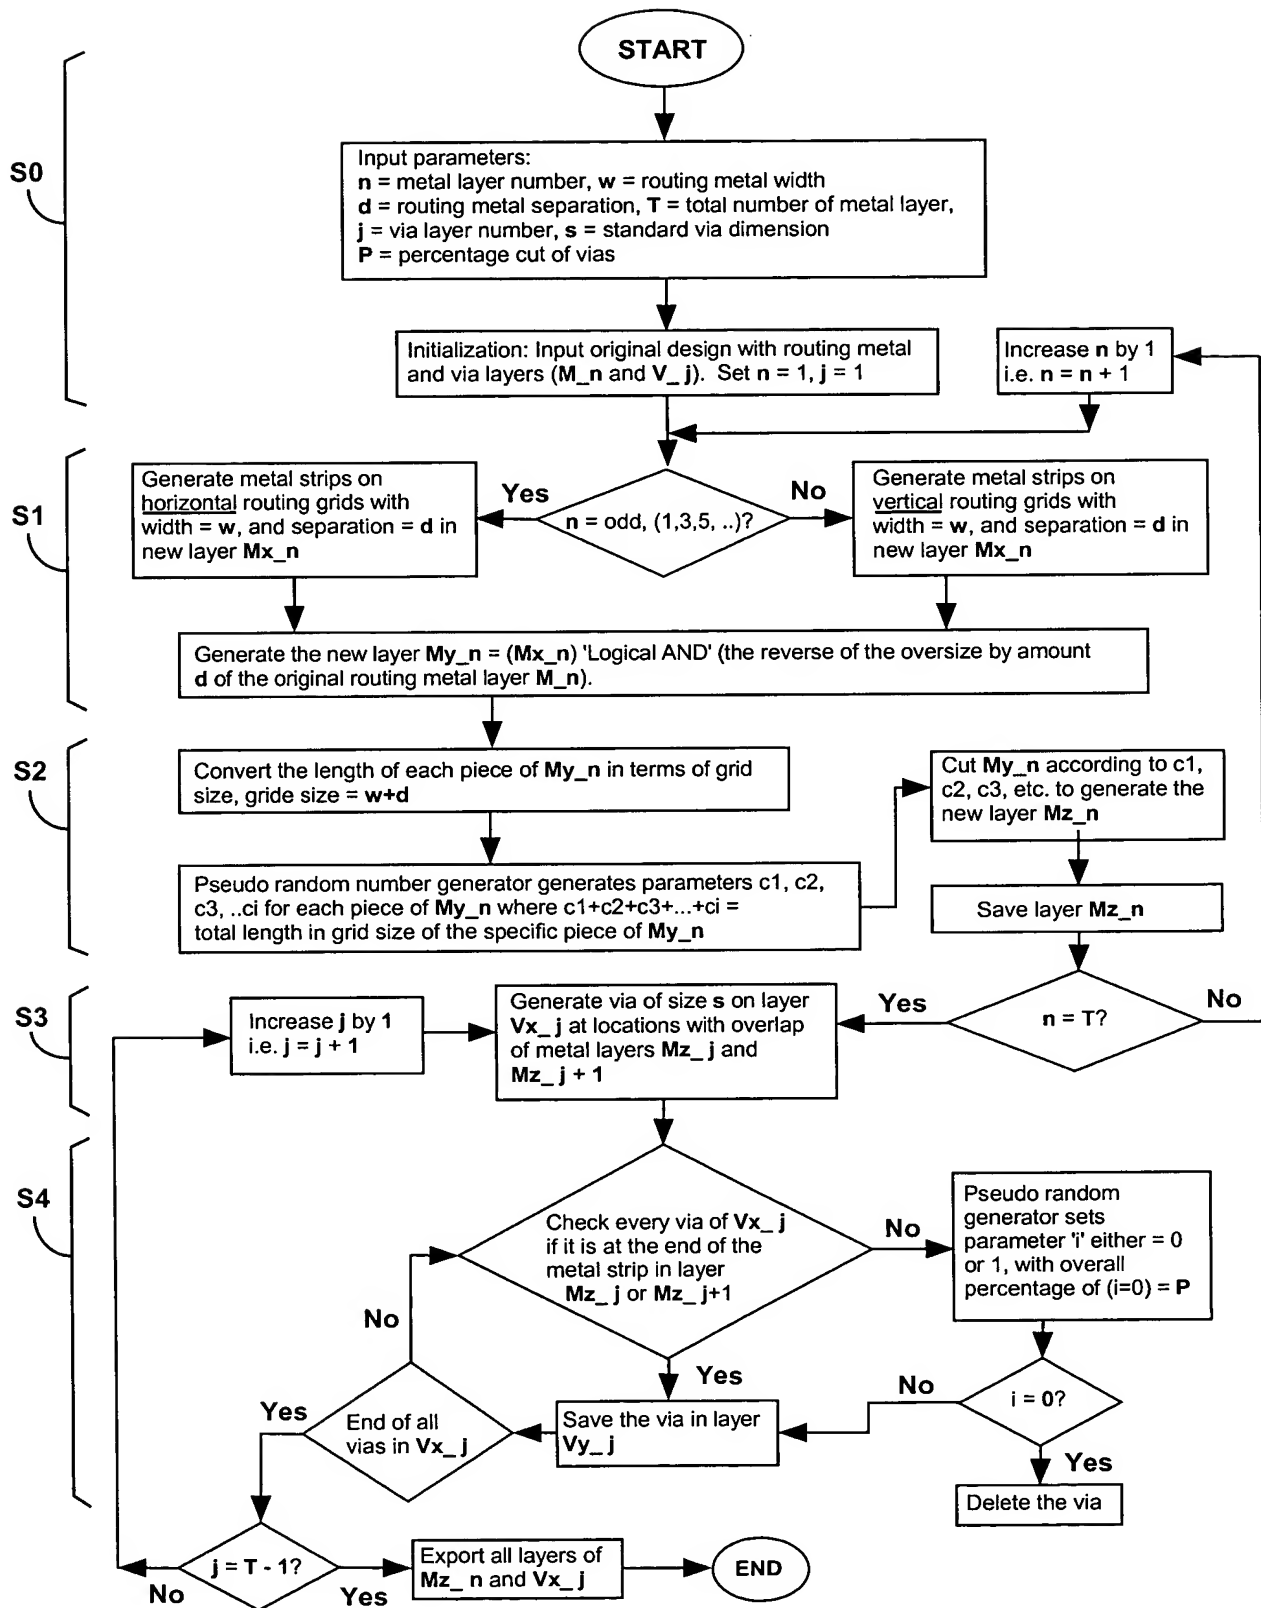 START
S0
Input parameters:
n = metal layer number, w = routing metal width
d = routing metal separation, T = total number of metal layer,
j = via layer number, s = standard via dimension
P = percentage cut of vias
Initialization: Input original design with routing metal
and via layers (M_n and V_j). Set n = 1, j = 1
Increase n by 1
i.e. n = n + 1
S1
Generate metal strips on
horizontal routing grids with
width = w, and separation = d in
new layer Mx_n
Yes
n = odd, (1,3,5, ..)?
No
Generate metal strips on
vertical routing grids with
width = w, and separation = d in
new layer Mx_n
Generate the new layer My_n = (Mx_n) 'Logical AND' (the reverse of the oversize by amount
d of the original routing metal layer M_n).
S2
Convert the length of each piece of My_n in terms of grid
size, gride size = w+d
Pseudo random number generator generates parameters c1, c2,
c3, ..ci for each piece of My_n where c1+c2+c3+...+ci =
total length in grid size of the specific piece of My_n
Cut My_n according to c1,
c2, c3, etc. to generate the
new layer Mz_n
Save layer Mz_n
S3
Increase j by 1
i.e. j = j + 1
Generate via of size s on layer
Vx_j at locations with overlap
of metal layers Mz_j and
Mz_j + 1
Yes
n = T?
No
S4
Check every via of Vx_j
if it is at the end of the
metal strip in layer
Mz_j or Mz_j+1
No
Pseudo random
generator sets
parameter 'i' either = 0
or 1, with overall
percentage of (i=0) = P
No
Yes
Yes
End of all
vias in Vx_j
Save the via in layer
Vy_j
No
i = 0?
Yes
Delete the via
j = T - 1?
No
Yes
Export all layers of
Mz_n and Vx_j
END